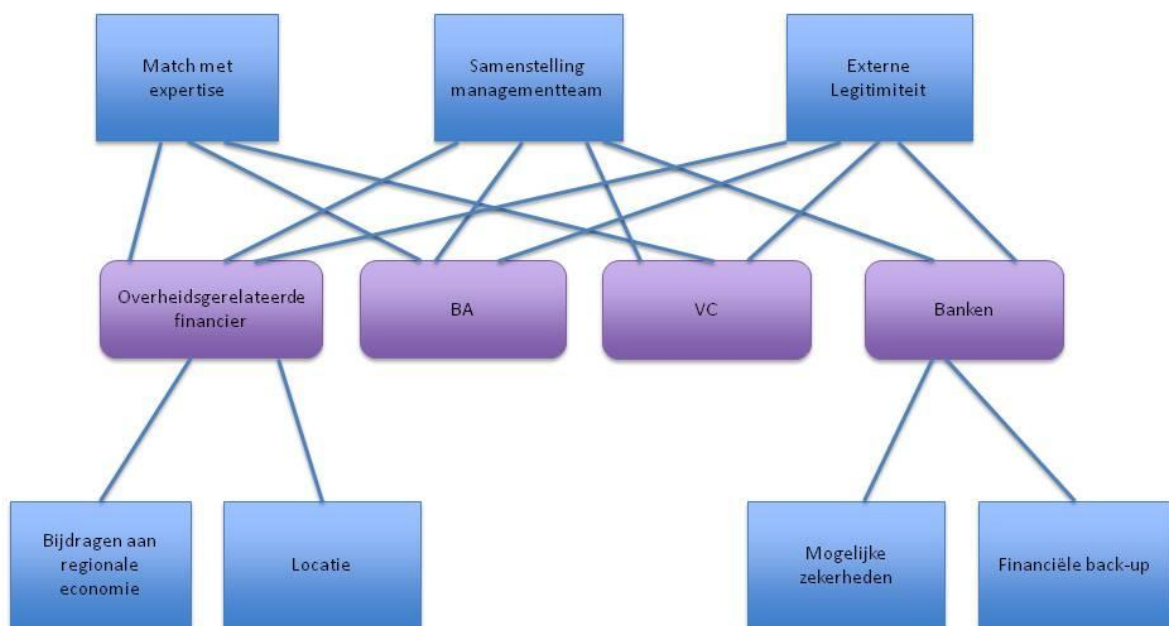 Match met
expertise
Samenstelling
managementteam
Externe
Legitimiteit
Overheidsgerelateerde
financier
BA
VC
Banken
Bijdragen aan
regionale
economie
Locatie
Mogelijke
zekerheden
Financiële back-up